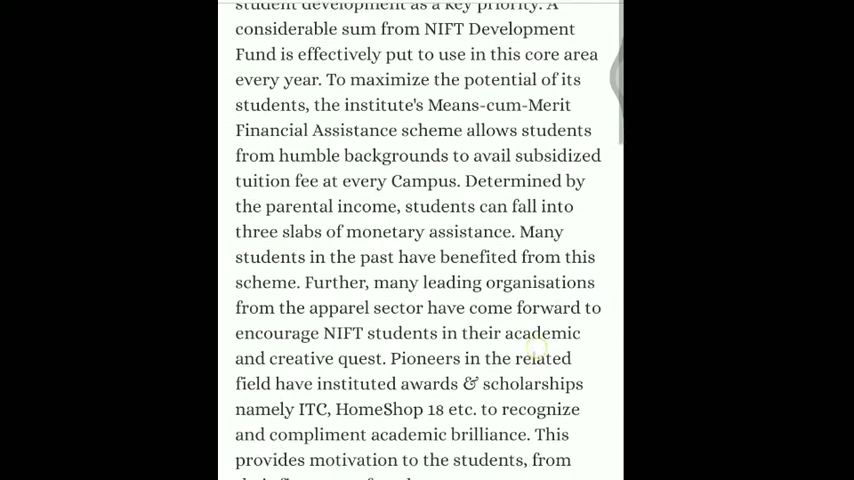 student development as a key priority. A
considerable sum from NIFT Development
Fund is effectively put to use in this core area
every year. To maximize the potential of its
students, the institute's Means-cum-Merit
Financial Assistance scheme allows students
from humble backgrounds to avail subsidized
tuition fee at every Campus. Determined by
the parental income, students can fall into
three slabs of monetary assistance. Many
students in the past have benefited from this
scheme. Further, many leading organisations
from the apparel sector have come forward to
encourage NIFT students in their academic
and creative quest. Pioneers in the related
field have instituted awards & scholarships
namely ITC, HomeShop 18 etc. to recognize
and compliment academic brilliance. This
provides motivation to the students, from